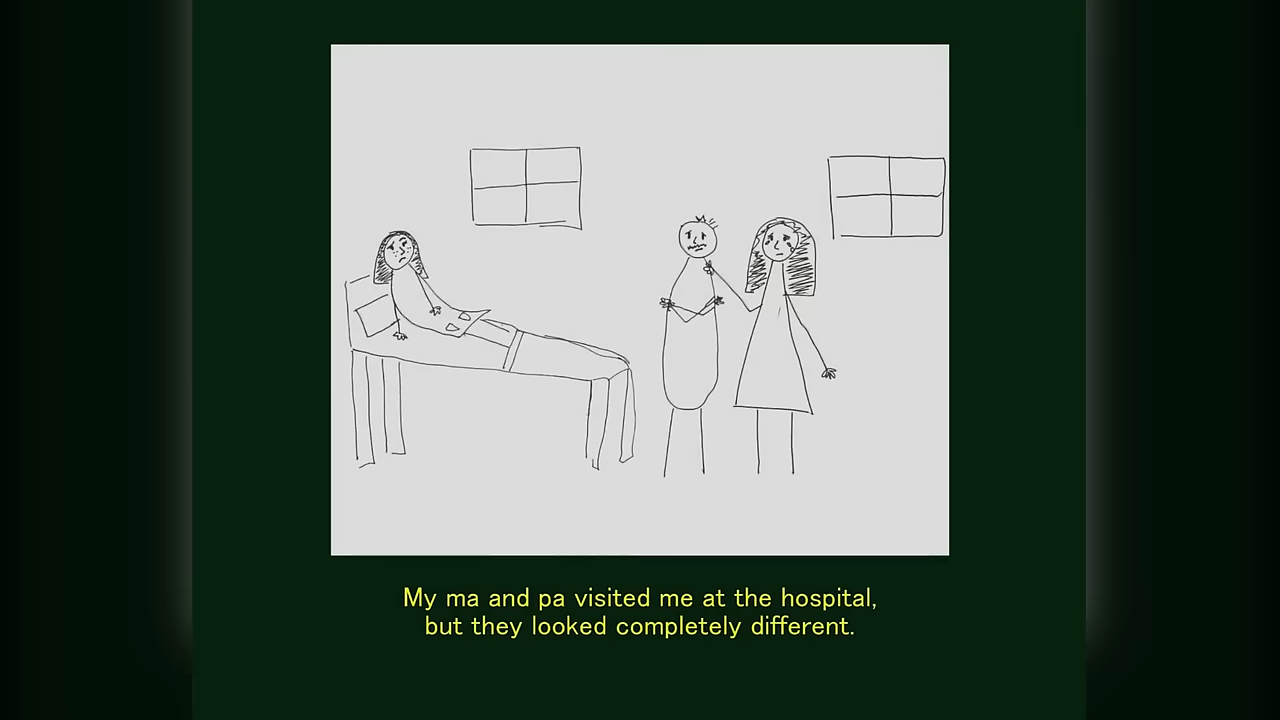 My ma and pa visited me at the hospital,
but they looked completely different.